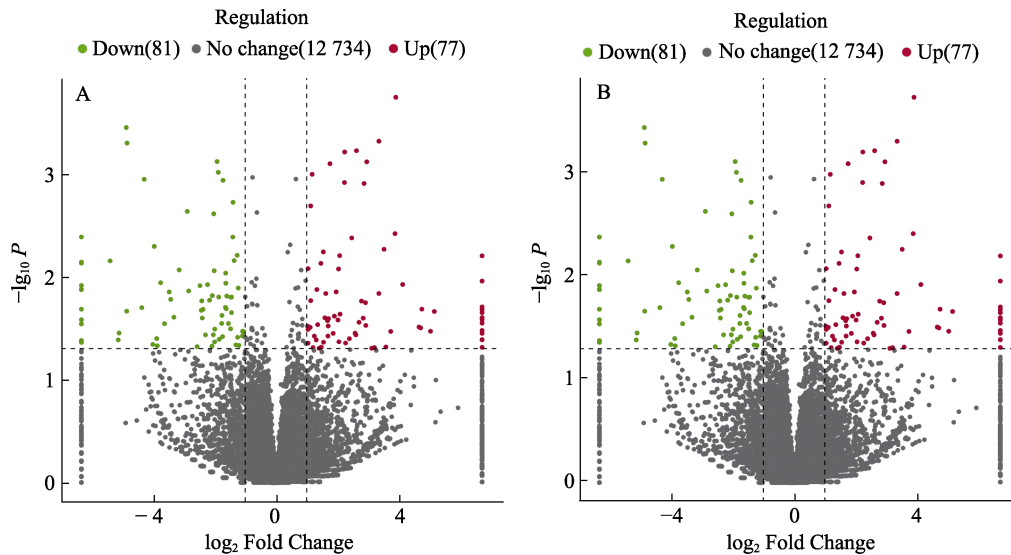 Regulation
Down(81) No change(12 734) Up(77)
A
−lg10 P
3
2
1
0
−4 0 4
log2 Fold Change
Regulation
Down(81) No change(12 734) Up(77)
B
−lg10 P
3
2
1
0
−4 0 4
log2 Fold Change